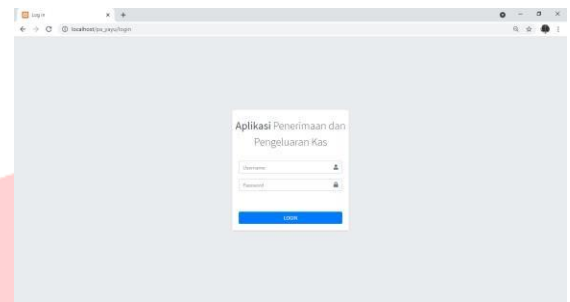 Log in
localhost/pa_yayu/login
Aplikasi Penerimaan dan
Pengeluaran Kas
Username
Password
LOGIN